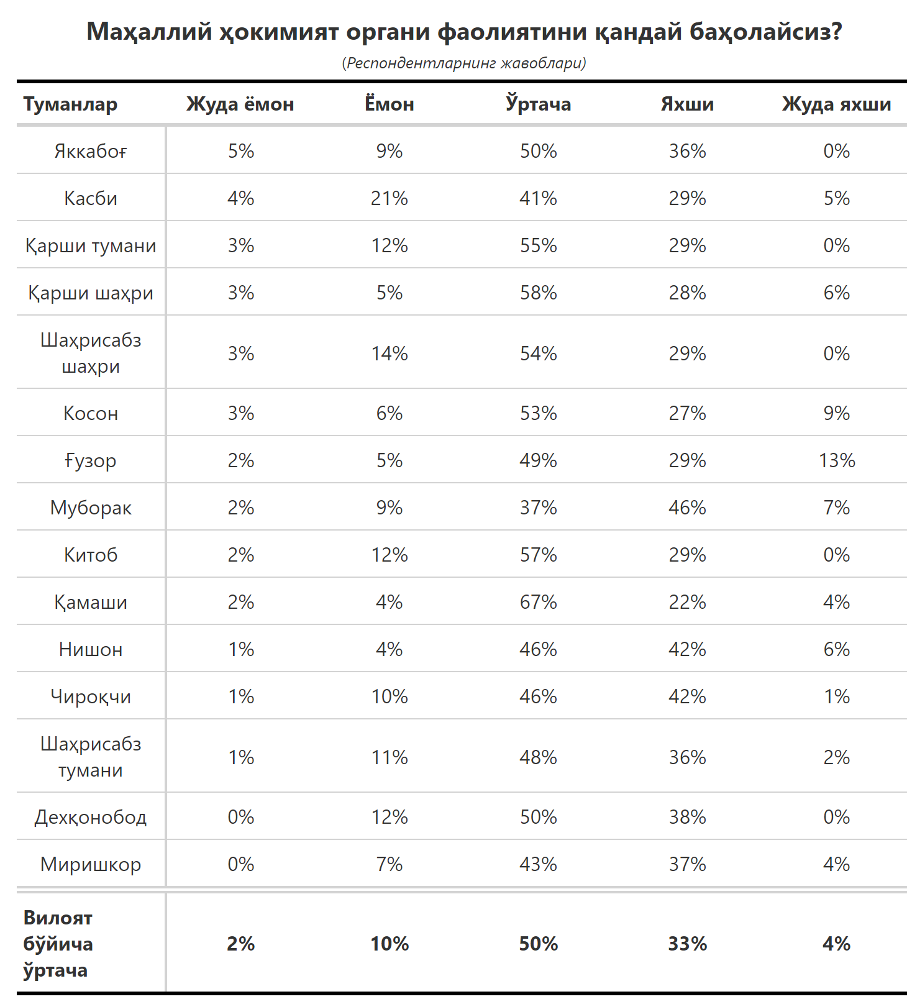 Маҳаллий ҳокимият органи фаолиятини қандай баҳолайсиз?
(Респондентларнинг жавоблари)
Туманлар Жуда ёмон Ёмон Ўртача Яхши Жуда яхши
Яккабоғ 5% 9% 50% 36% 0%
Касби 4% 21% 41% 29% 5%
Қарши тумани 3% 12% 55% 29% 0%
Қарши шаҳри 3% 5% 58% 28% 6%
Шаҳрисабз
шаҳри 3% 14% 54% 29% 0%
Косон 3% 6% 53% 27% 9%
Ғузор 2% 5% 49% 29% 13%
Муборак 2% 9% 37% 46% 7%
Китоб 2% 12% 57% 29% 0%
Қамаши 2% 4% 67% 22% 4%
Нишон 1% 4% 46% 42% 6%
Чироқчи 1% 10% 46% 42% 1%
Шаҳрисабз
тумани 1% 11% 48% 36% 2%
Дехқонобод 0% 12% 50% 38% 0%
Миришкор 0% 7% 43% 37% 4%
Вилоят
бўйича 2% 10% 50% 33% 4%
ўртача